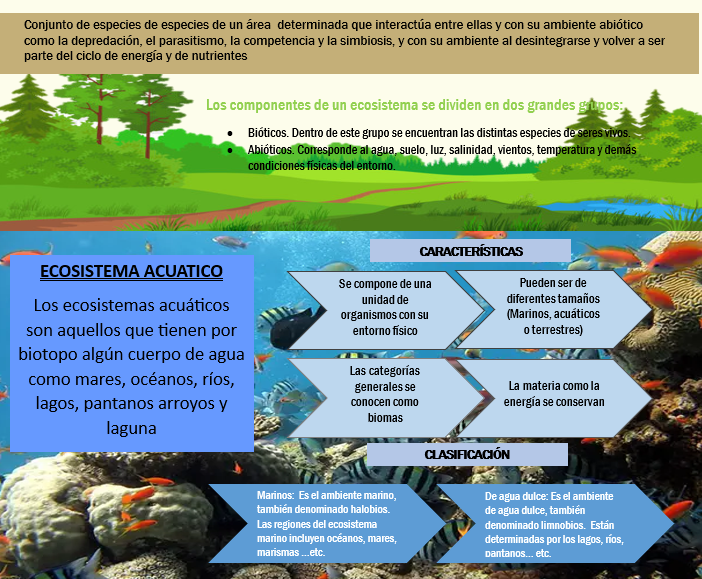 Conjunto de especies de especies de un área determinada que interactúa entre ellas y con su ambiente abiótico
como la depredación, el parasitismo, la competencia y la simbiosis, y con su ambiente al desintegrarse y volver a ser
parte del ciclo de energía y de nutrientes
Los componentes de un ecosistema se dividen en dos grandes grupos:
• Bióticos. Dentro de este grupo se encuentran las distintas especies de seres vivos.
• Abióticos. Corresponde al agua, suelo, luz, salinidad, vientos, temperatura y demás
condiciones físicas del entorno.
ECOSISTEMA ACUATICO
Los ecosistemas acuáticos
son aquellos que tienen por
biotopo algún cuerpo de agua
como mares, océanos, ríos,
lagos, pantanos arroyos y
laguna
CARACTERÍSTICAS
Se compone de una
unidad de
organismos con su
entorno físico
Pueden ser de
diferentes tamaños
(Marinos, acuáticos
o terrestres)
Las categorías
generales se
conocen como
biomas
La materia como la
energía se conservan
CLASIFICACIÓN
Marinos: Es el ambiente marino,
también denominado halobios.
Las regiones del ecosistema
marino incluyen océanos, mares,
marismas ...etc.
De agua dulce: Es el ambiente
de agua dulce, también
denominado limnobios. Están
determinadas por los lagos, ríos,
pantanos... etc.